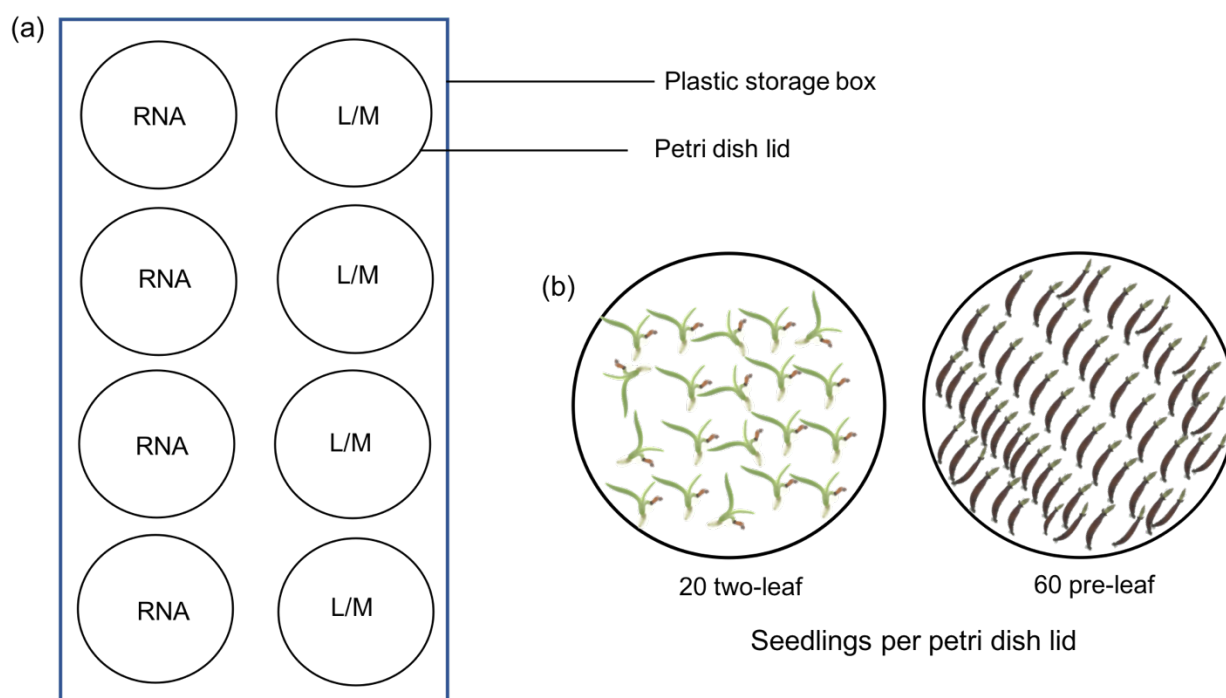 (a)
RNA
L/M
Plastic storage box
Petri dish lid
RNA
L/M
(b)
RNA
L/M
RNA
L/M
20 two-leaf
60 pre-leaf
Seedlings per petri dish lid